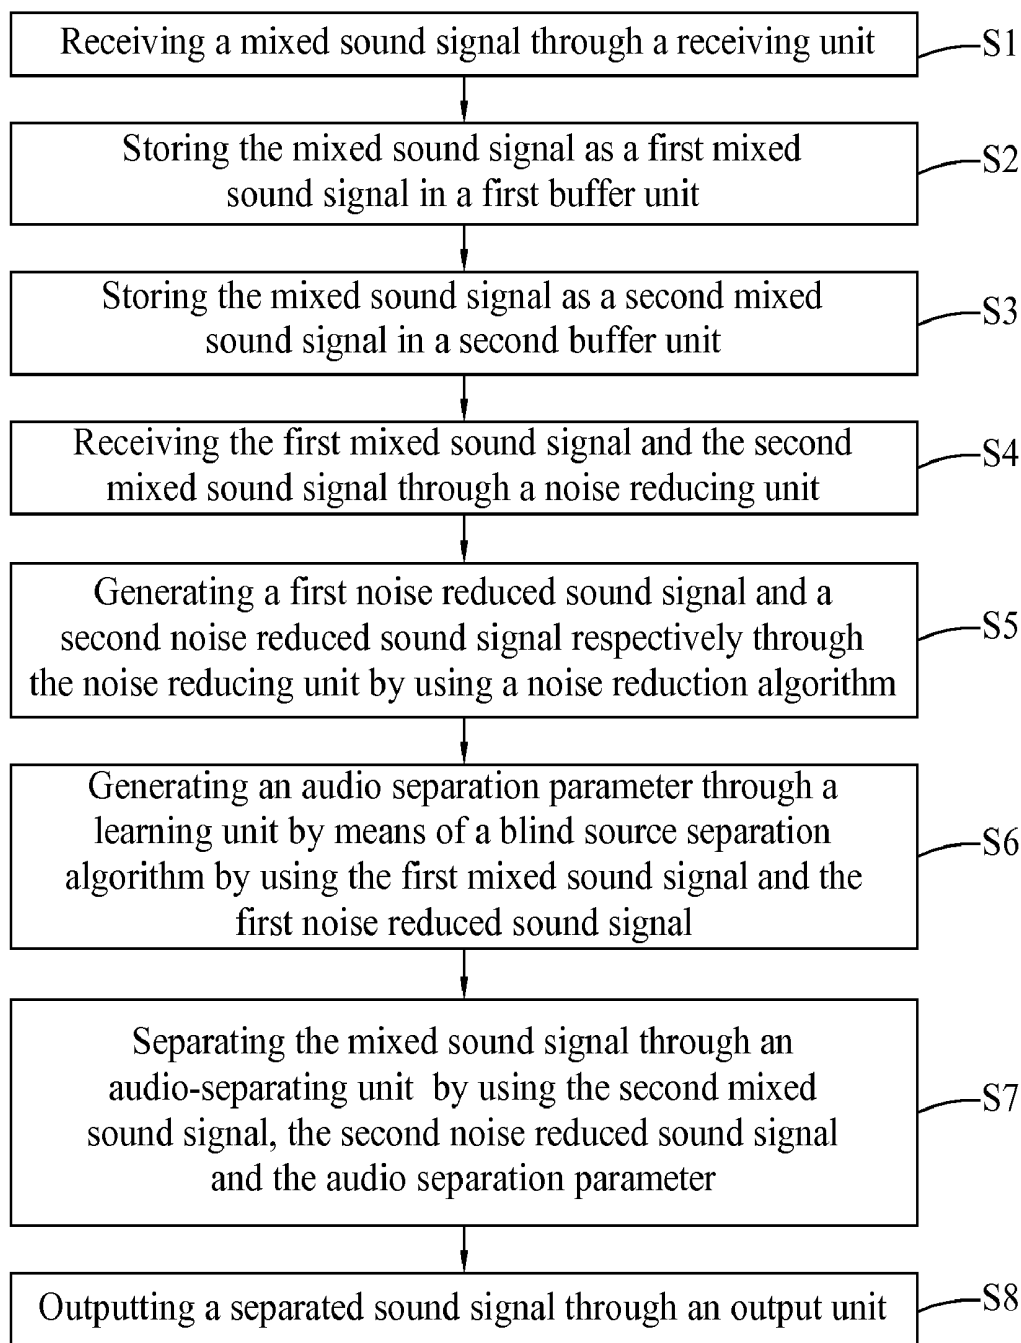 Receiving a mixed sound signal through a receiving unit
S1
Storing the mixed sound signal as a first mixed
sound signal in a first buffer unit
S2
Storing the mixed sound signal as a second mixed
sound signal in a second buffer unit
S3
Receiving the first mixed sound signal and the second
mixed sound signal through a noise reducing unit
S4
Generating a first noise reduced sound signal and a
second noise reduced sound signal respectively through
the noise reducing unit by using a noise reduction algorithm
S5
Generating an audio separation parameter through a
learning unit by means of a blind source separation
algorithm by using the first mixed sound signal and the
first noise reduced sound signal
S6
Separating the mixed sound signal through an
audio-separating unit by using the second mixed
sound signal, the second noise reduced sound signal
and the audio separation parameter
S7
Outputting a separated sound signal through an output unit
S8